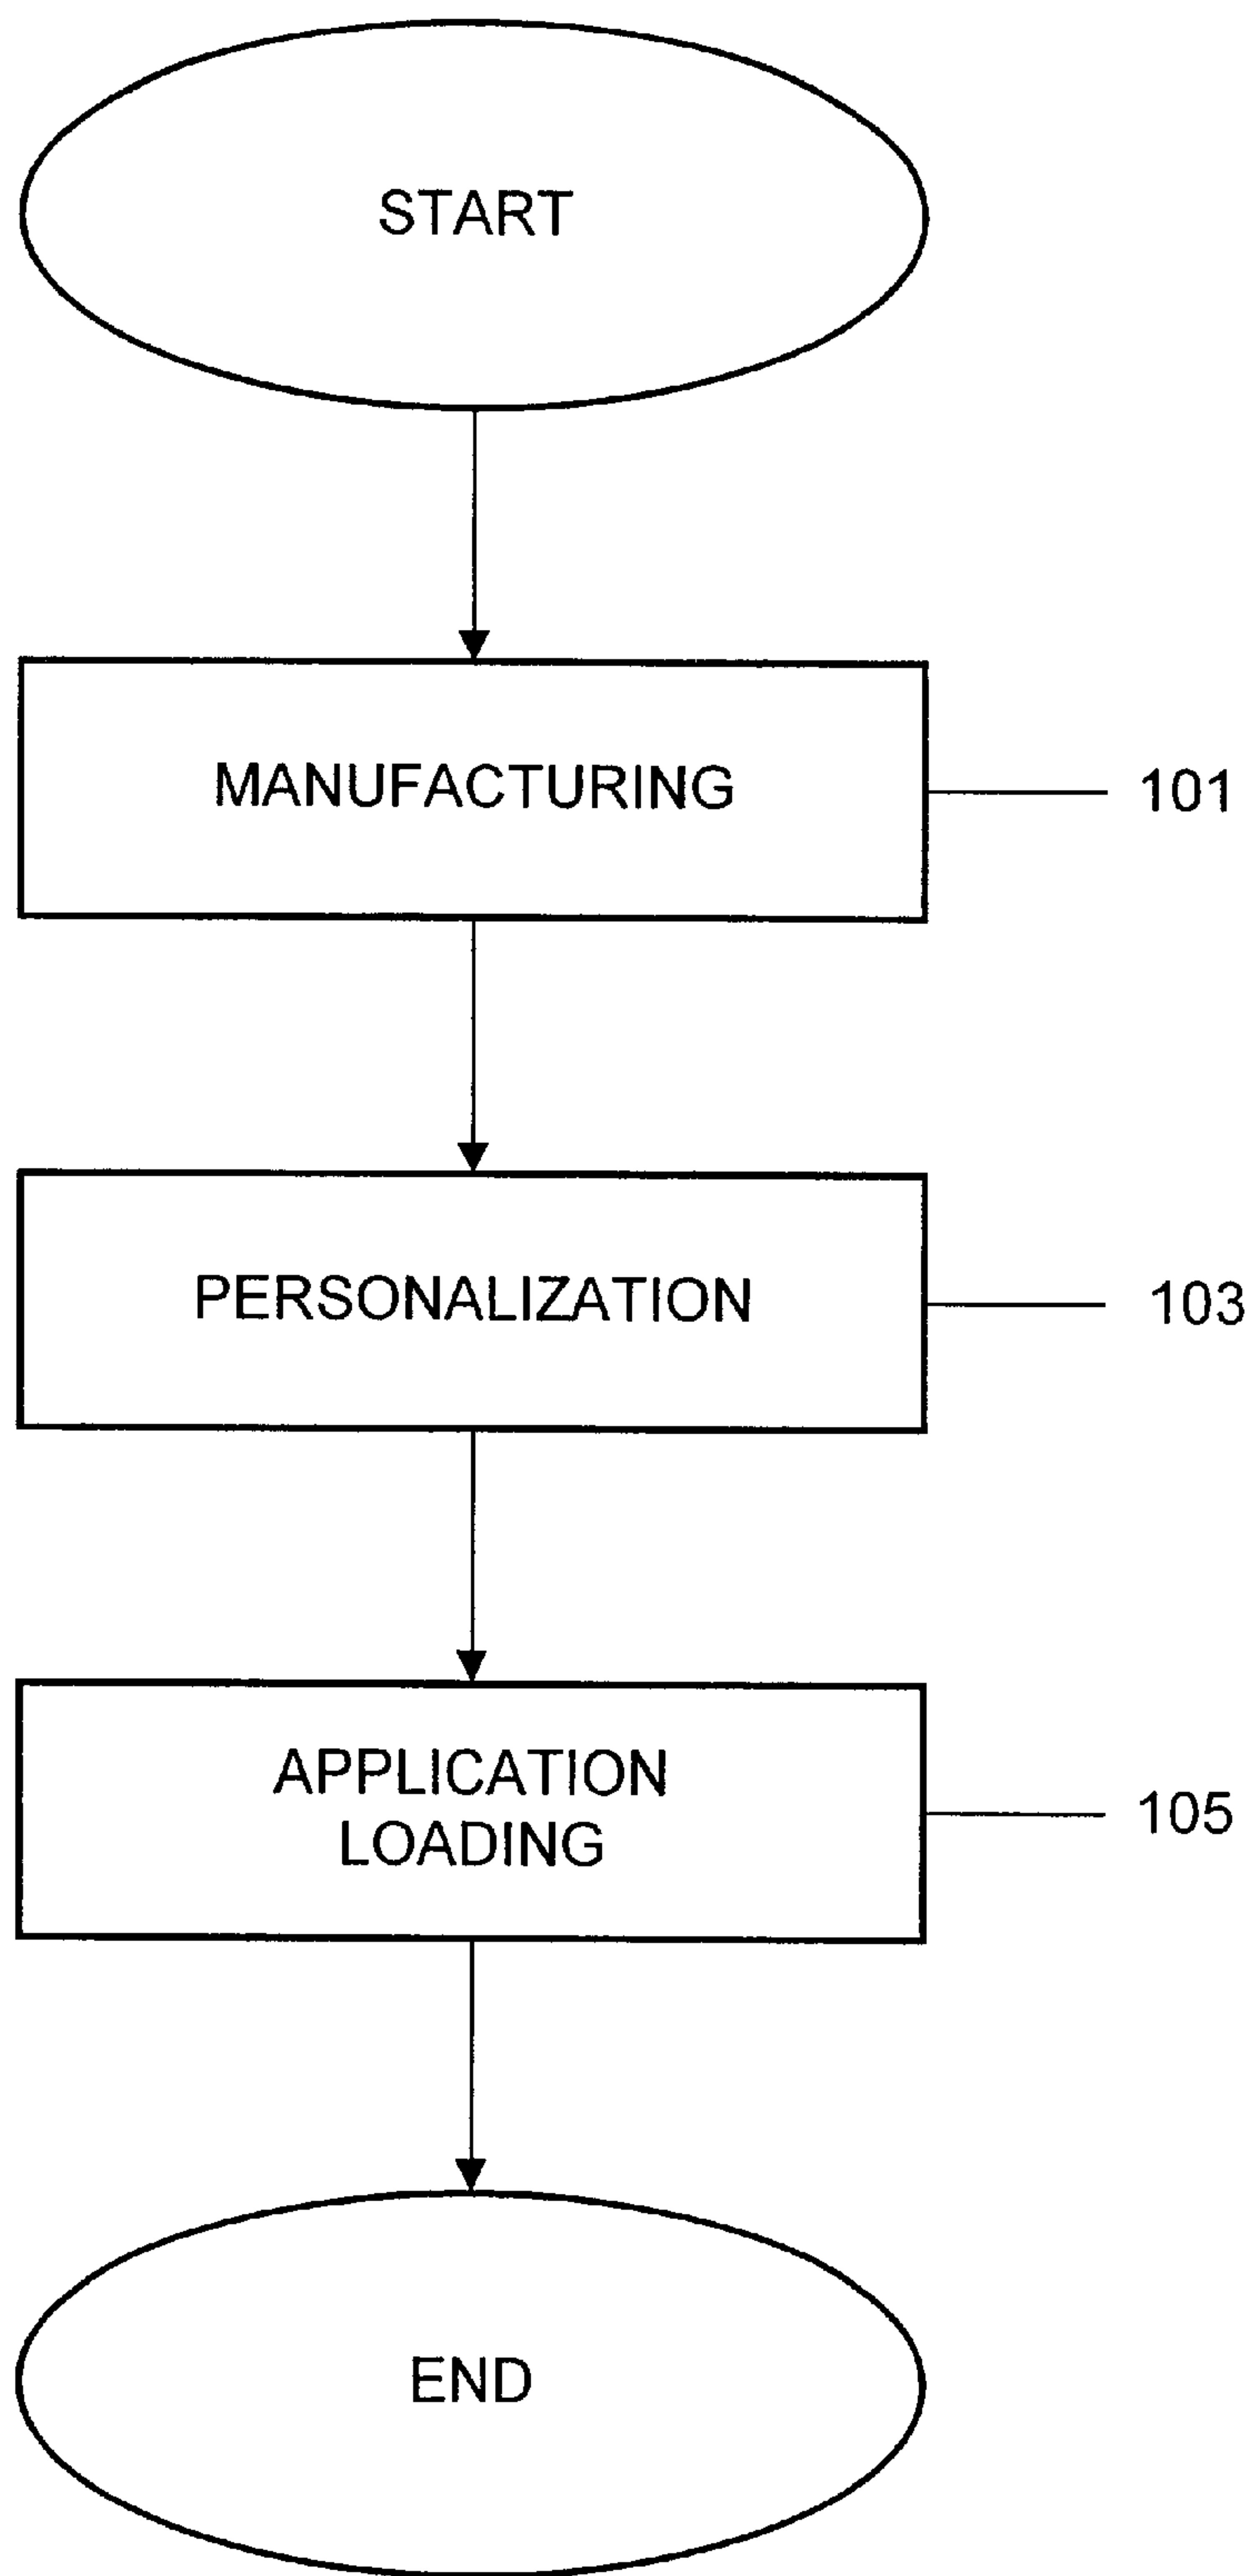 START
MANUFACTURING
101
PERSONALIZATION
103
APPLICATION
LOADING
105
END